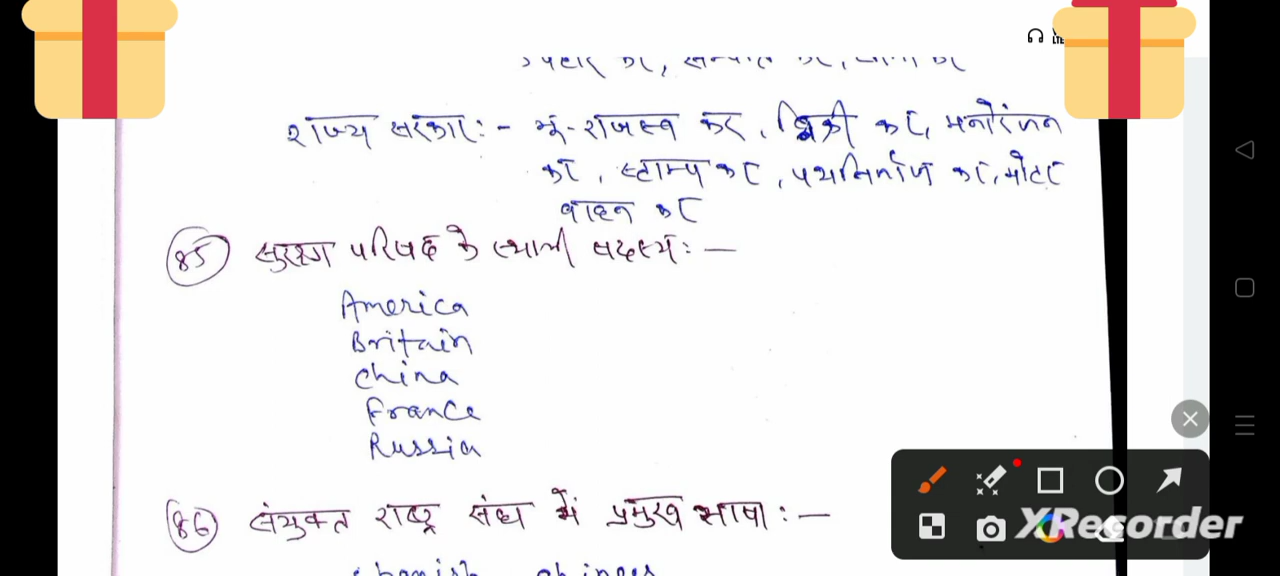 राज्य सरकार :- भू-राजस्व कर, बिक्री कर, मनोरंजन
कर, स्टाम्प कर, पथनिर्माण कर, मोटर
वाहन कर
85 सुरक्षा परिषद के स्थायी सदस्य :-
America
Britain
China
France
Russia
86 संयुक्त राष्ट्र संघ में प्रमुख भाषा :-
XRecorder